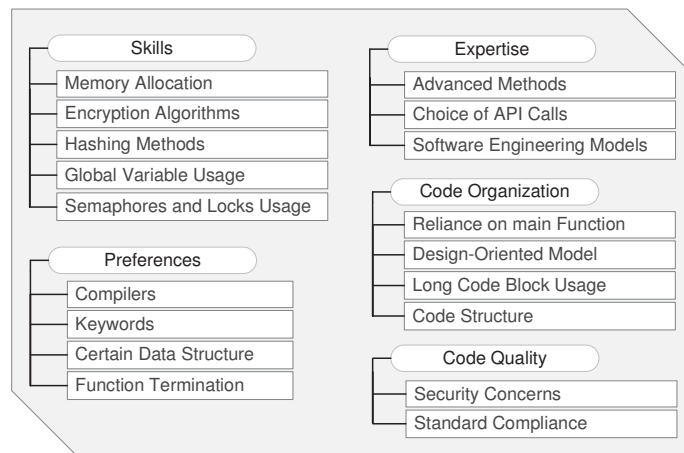 Skills
Memory Allocation
Encryption Algorithms
Hashing Methods
Global Variable Usage
Semaphores and Locks Usage
Preferences
Compilers
Keywords
Certain Data Structure
Function Termination
Expertise
Advanced Methods
Choice of API Calls
Software Engineering Models
Code Organization
Reliance on main Function
Design-Oriented Model
Long Code Block Usage
Code Structure
Code Quality
Security Concerns
Standard Compliance